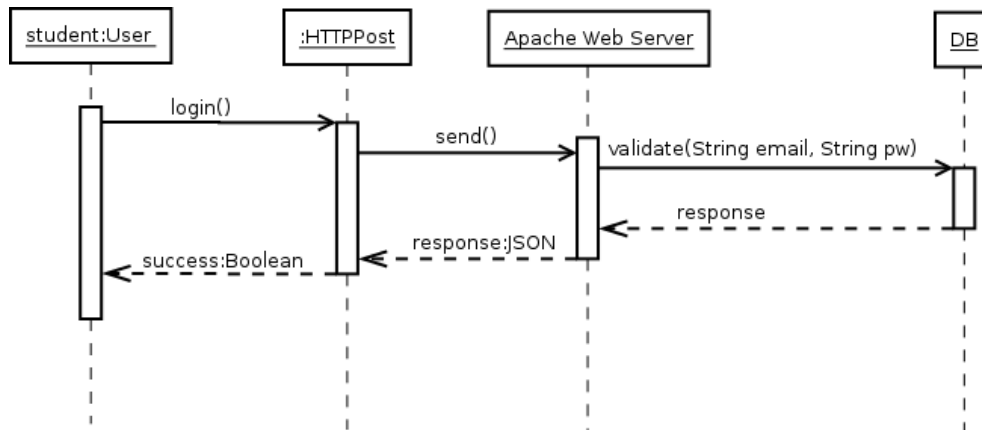 student:User
:HTTPPost
Apache Web Server
DB
login()
send()
validate(String email, String pw)
response
response:JSON
success:Boolean